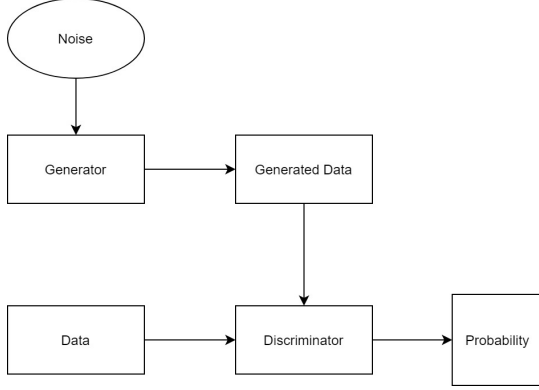 Noise
Generator
Generated Data
Data
Discriminator
Probability